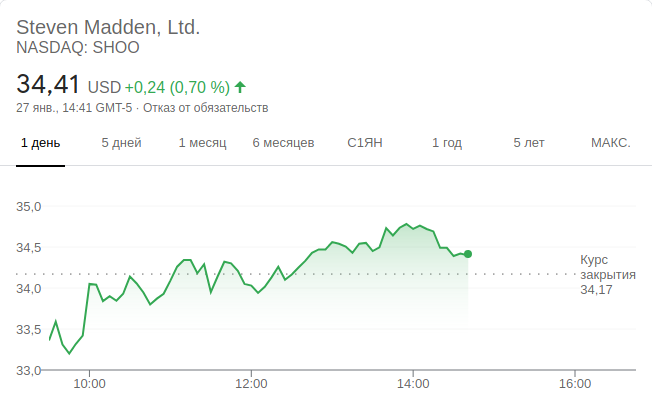 Steven Madden, Ltd.
NASDAQ: SHOO
34,41 USD +0,24 (0,70 %)
27 янв., 14:41 GMT-5 · Отказ от обязательств
1 день 5 дней 1 месяц 6 месяцев С1ЯН 1 год 5 лет МАКС.
35,0
34,5
Курс
закрытия
34,17
34,0
33,5
33,0
10:00 12:00 14:00 16:00